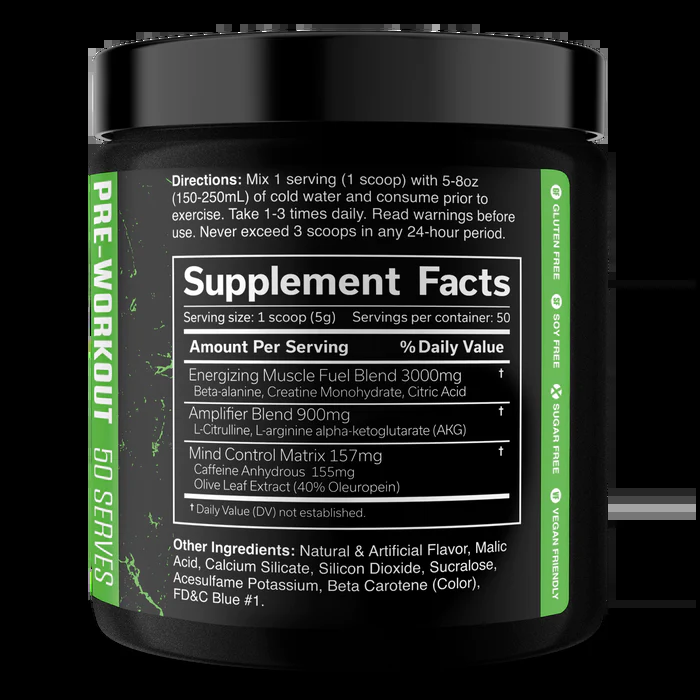 PRE-WORKOUT 50 SERVES
Directions: Mix 1 serving (1 scoop) with 5-8oz
(150-250mL) of cold water and consume prior to
exercise. Take 1-3 times daily. Read warnings before
use. Never exceed 3 scoops in any 24-hour period.
Supplement Facts
Serving size: 1 scoop (5g) Servings per container: 50
Amount Per Serving %Daily Value
Energizing Muscle Fuel Blend 3000mg †
Beta-alanine, Creatine Monohydrate, Citric Acid
Amplifier Blend 900mg †
L-Citrulline, L-arginine alpha-ketoglutarate (AKG)
Mind Control Matrix 157mg †
Caffeine Anhydrous 155mg
Olive Leaf Extract (40% Oleuropein)
† Daily Value (DV) not established.
Other Ingredients: Natural & Artificial Flavor, Malic
Acid, Calcium Silicate, Silicon Dioxide, Sucralose,
Acesulfame Potassium, Beta Carotene (Color),
FD&C Blue #1.
GF GLUTEN FREE
SF SOY FREE
SUGAR FREE
VF VEGAN FRIENDLY